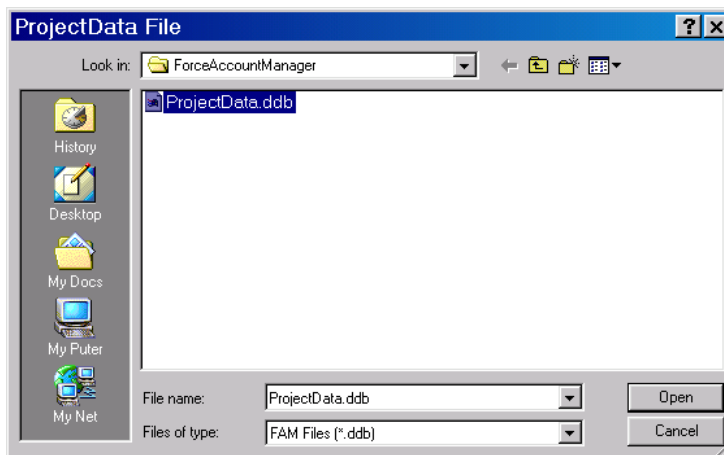 ProjectData File
Look in: ForceAccountManager
ProjectData.ddb
History
Desktop
My Docs
My Puter
My Net
File name: ProjectData.ddb Open
Files of type: FAM Files (*.ddb) Cancel